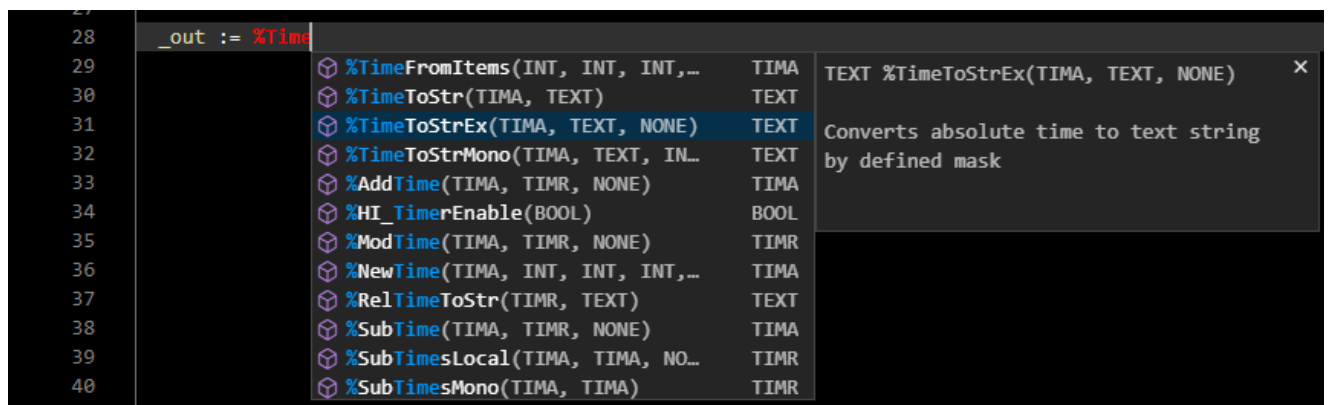 27
28 _out := %Time
29 %TimeFromItems(INT, INT, INT,… TIMA
30 %TimeToStr(TIMA, TEXT) TEXT
31 %TimeToStrEx(TIMA, TEXT, NONE) TEXT
32 %TimeToStrMono(TIMA, TEXT, IN… TEXT
33 %AddTime(TIMA, TIMR, NONE) TIMA
34 %HI_TimerEnable(BOOL) BOOL
35 %ModTime(TIMA, TIMR, NONE) TIMR
36 %NewTime(TIMA, INT, INT, INT,… TIMA
37 %RelTimeToStr(TIMR, TEXT) TEXT
38 %SubTime(TIMA, TIMR, NONE) TIMA
39 %SubTimesLocal(TIMA, TIMA, NO… TIMR
40 %SubTimesMono(TIMA, TIMA) TIMR
TEXT %TimeToStrEx(TIMA, TEXT, NONE) ×
Converts absolute time to text string
by defined mask